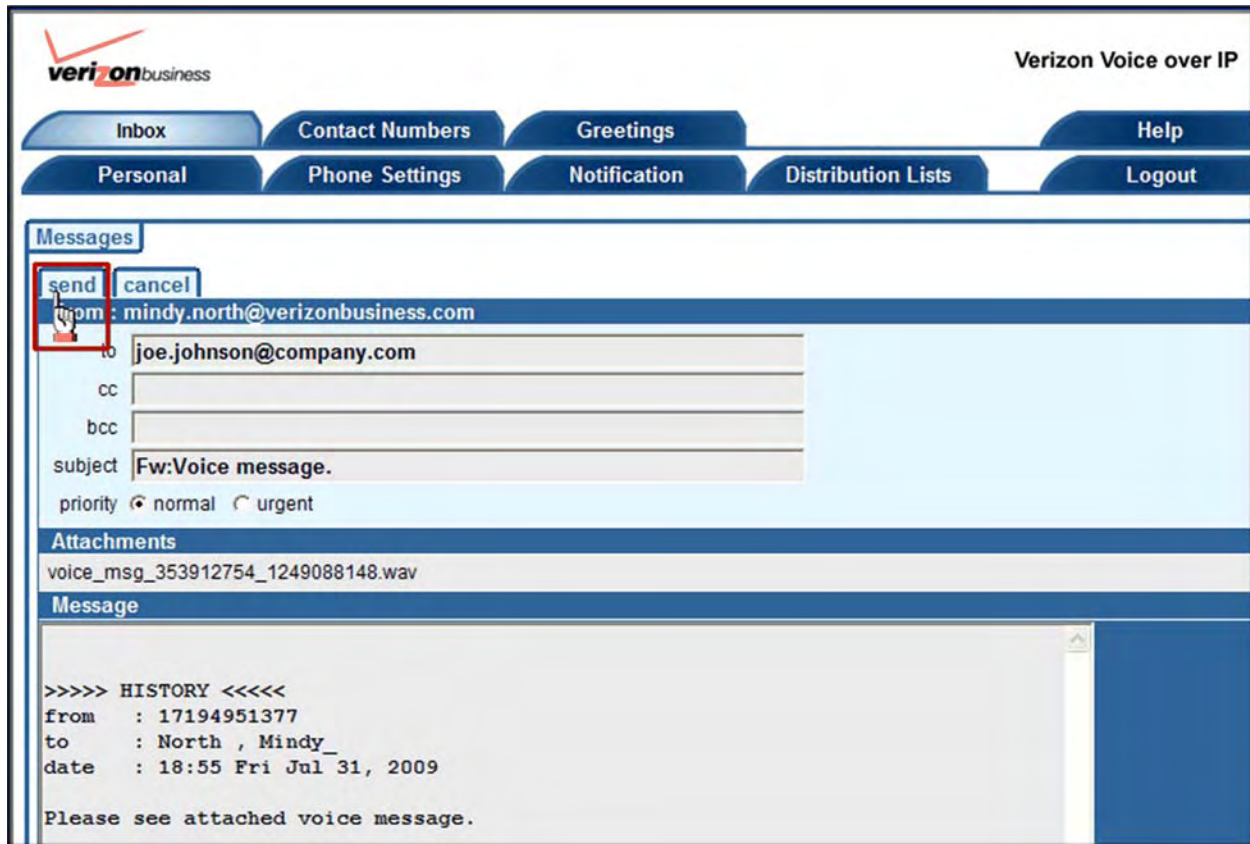 verizonbusiness
Verizon Voice over IP
Inbox Contact Numbers Greetings Help
Personal Phone Settings Notification Distribution Lists Logout
Messages
send cancel
: mindy.north@verizonbusiness.com
to joe.johnson@company.com
cc
bcc
subject Fw:Voice message.
priority normal urgent
Attachments
voice_msg_353912754_1249088148.wav
Message
>>>>> HISTORY <<<<<
from : 17194951377
to : North , Mindy_
date : 18:55 Fri Jul 31, 2009
Please see attached voice message.